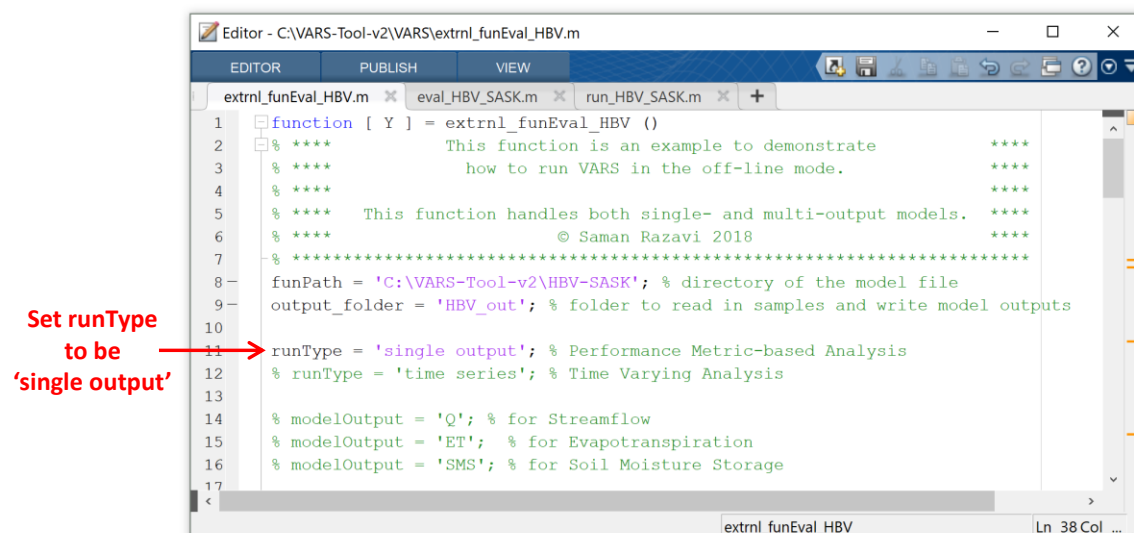 Editor - C:\VARS-Tool-v2\VARS\extrnl_funEval_HBV.m
EDITOR PUBLISH VIEW
extrnl_funEval_HBV.m eval_HBV_SASK.m run_HBV_SASK.m
1 function [ Y ] = extrnl_funEval_HBV ()
2 % **** This function is an example to demonstrate ****
3 % **** how to run VARS in the off-line mode. ****
4 % **** ****
5 % **** This function handles both single- and multi-output models. ****
6 % **** © Saman Razavi 2018 ****
7 % ************************************************************************
8 – funPath = 'C:\VARS-Tool-v2\HBV-SASK'; % directory of the model file
9 – output_folder = 'HBV_out'; % folder to read in samples and write model outputs
10
11 runType = 'single output'; % Performance Metric-based Analysis
12 % runType = 'time series'; % Time Varying Analysis
13
14 % modelOutput = 'Q'; % for Streamflow
15 % modelOutput = 'ET'; % for Evapotranspiration
16 % modelOutput = 'SMS'; % for Soil Moisture Storage
17
extrnl_funEval_HBV Ln 38 Col ...
Set runType
to be
‘single output’